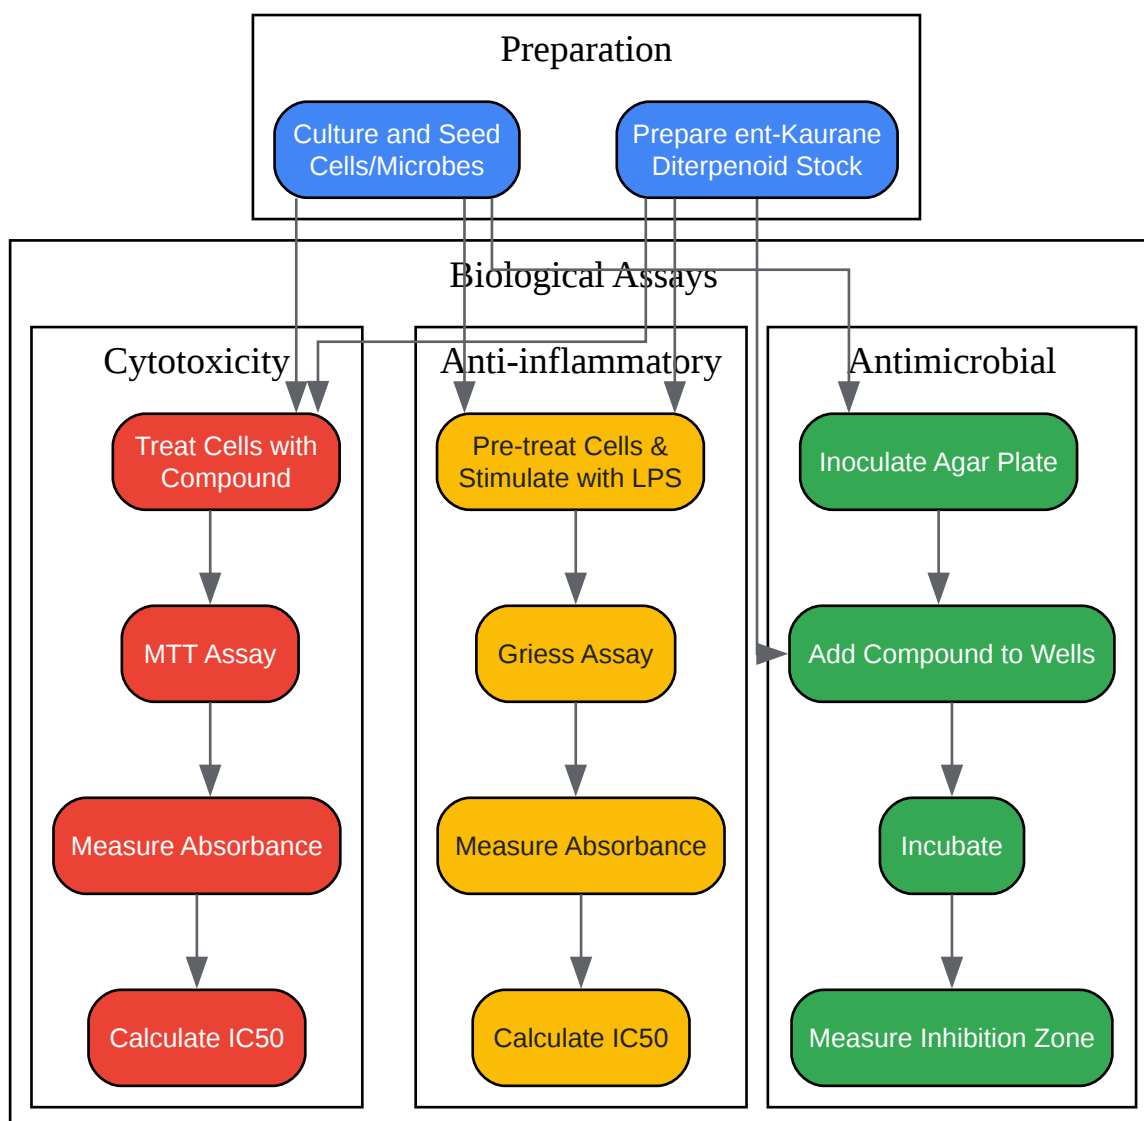 Preparation
Culture and Seed
Cells/Microbes
Prepare ent-Kaurane
Diterpenoid Stock
Biological Assays
Cytotoxicity
Treat Cells with
Compound
MTT Assay
Measure Absorbance
Calculate IC50
Anti-inflammatory
Pre-treat Cells &
Stimulate with LPS
Griess Assay
Measure Absorbance
Calculate IC50
Antimicrobial
Inoculate Agar Plate
Add Compound to Wells
Incubate
Measure Inhibition Zone